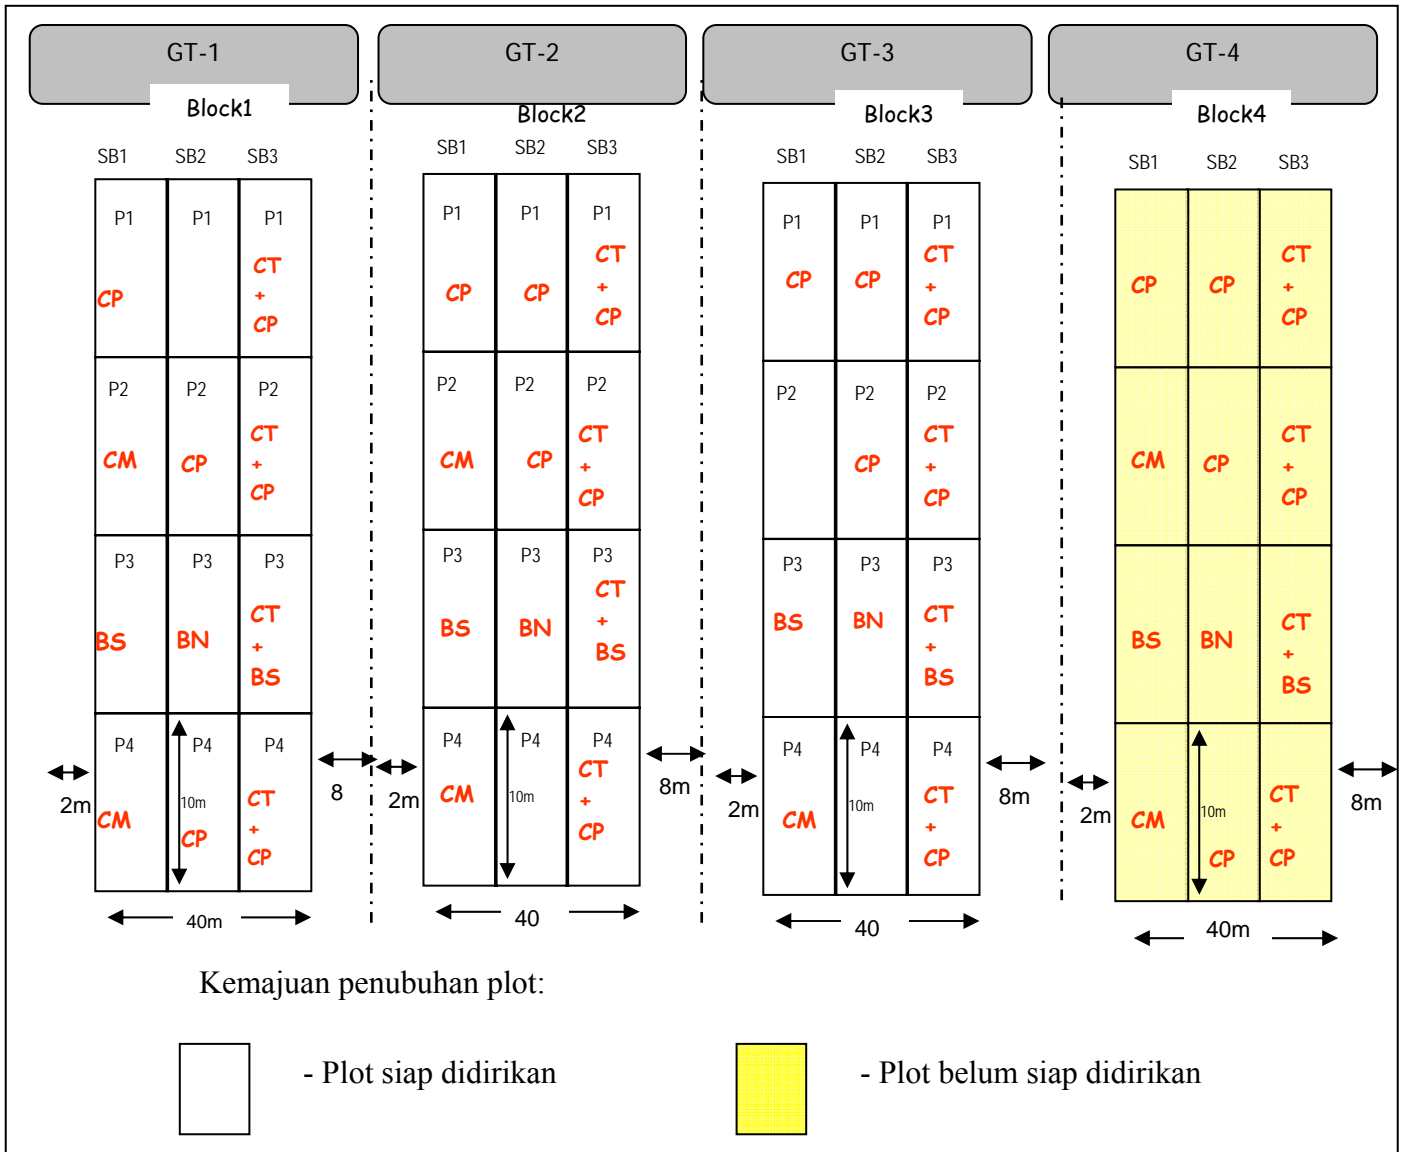 GT-1 GT-2 GT-3 GT-4
Block1 Block2 Block3 Block4
SB1 SB2 SB3 SB1 SB2 SB3 SB1 SB2 SB3 SB1 SB2 SB3
P1 P1 P1 P1 P1 P1 P1 P1 P1
CT CT CT CT
CP + CP CP + CP CP + CP CP +
CP CP CP CP
P2 P2 P2 P2 P2 P2 P2 P2 P2
CT CT CT CT
CM CP + CM CP + CP + CM CP +
CP CP CP CP
P3 P3 P3 P3 P3 P3 P3 P3 P3
CT CT CT CT
BS BN + BS BN + BS BN + BS BN +
BS BS BS BS
P4 P4 P4 P4 P4 P4 P4 P4 P4
2m 10m 8 2m 10m 8m 2m 10m 8m 2m 10m 8m
CT CT CT CT
CM CP + CM + CM + CM CP +
CP CP CP CP
40m 40 40 40m
Kemajuan penubuhan plot:
- Plot siap didirikan - Plot belum siap didirikan